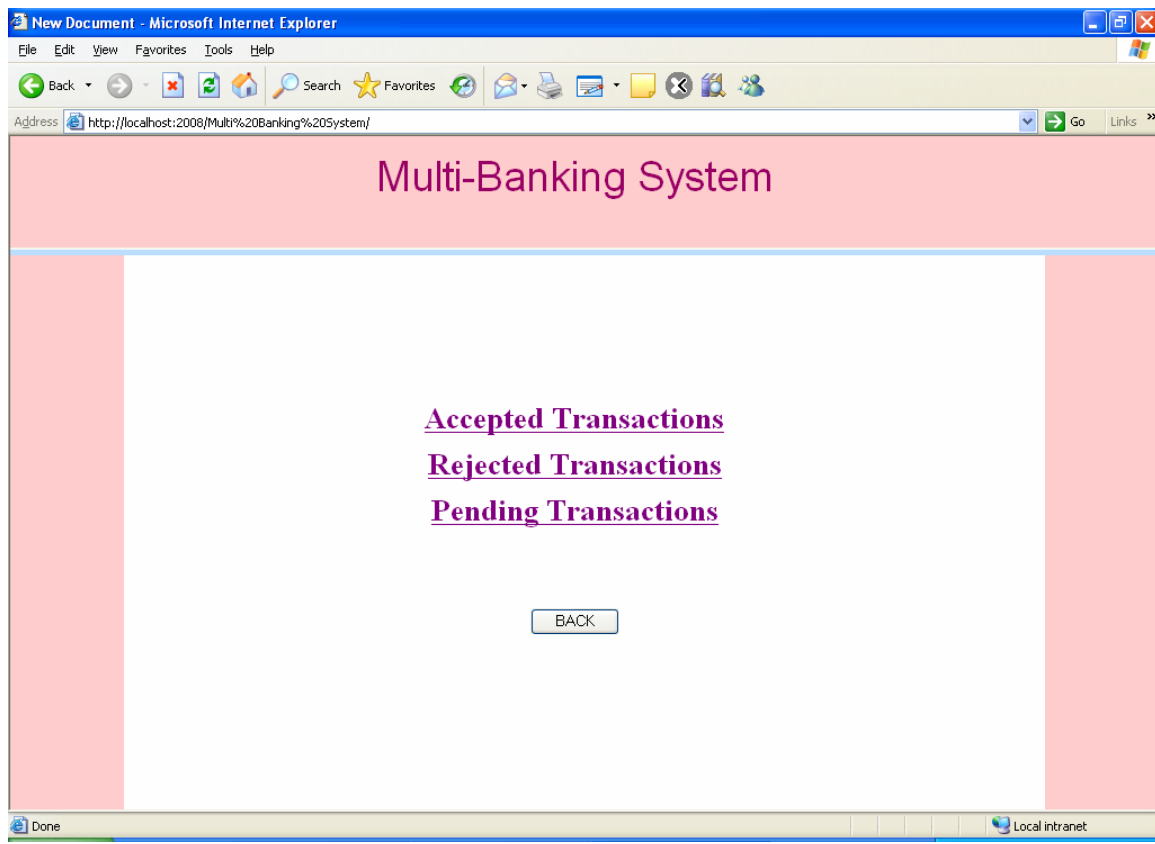 New Document - Microsoft Internet Explorer
File Edit View Favorites Tools Help
Back Search Favorites
Address http://localhost:2008/Multi%20Banking%20System/ Go Links »
Multi-Banking System
Accepted Transactions
Rejected Transactions
Pending Transactions
BACK
Done Local intranet